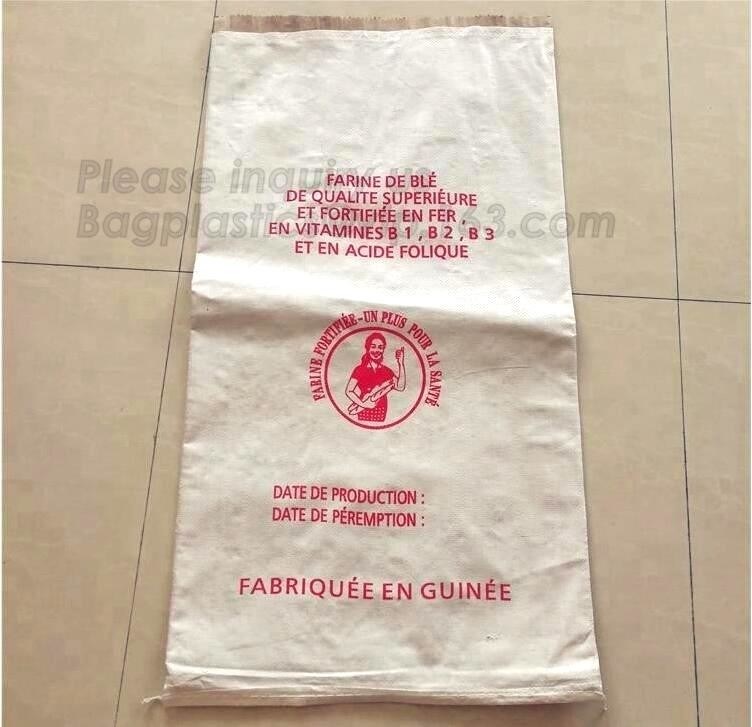 Please inquiry
FARINE DE BLÉ
DE QUALITE SUPERIÉURE
ET FORTIFIÉE EN FER ,
EN VITAMINES B 1 , B 2 , B 3
ET EN ACIDE FOLIQUE
FARINE FORTIFIÉE-UN PLUS POUR LA SANTÉ
DATE DE PRODUCTION :
DATE DE PÉREMPTION :
FABRIQUÉE EN GUINÉE